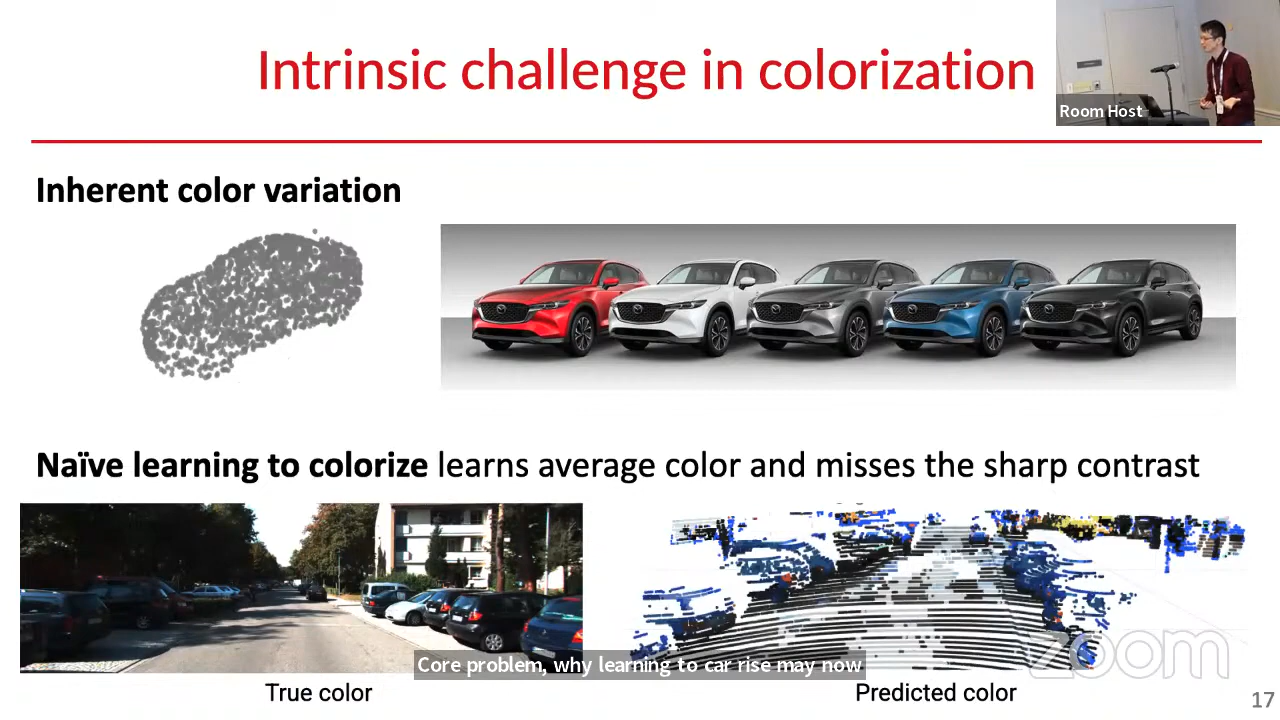 Intrinsic challenge in colorization
Room Host
Inherent color variation
Naïve learning to colorize learns average color and misses the sharp contrast
Core problem, why learning to car rise may now
zoom
True color
Predicted color
17